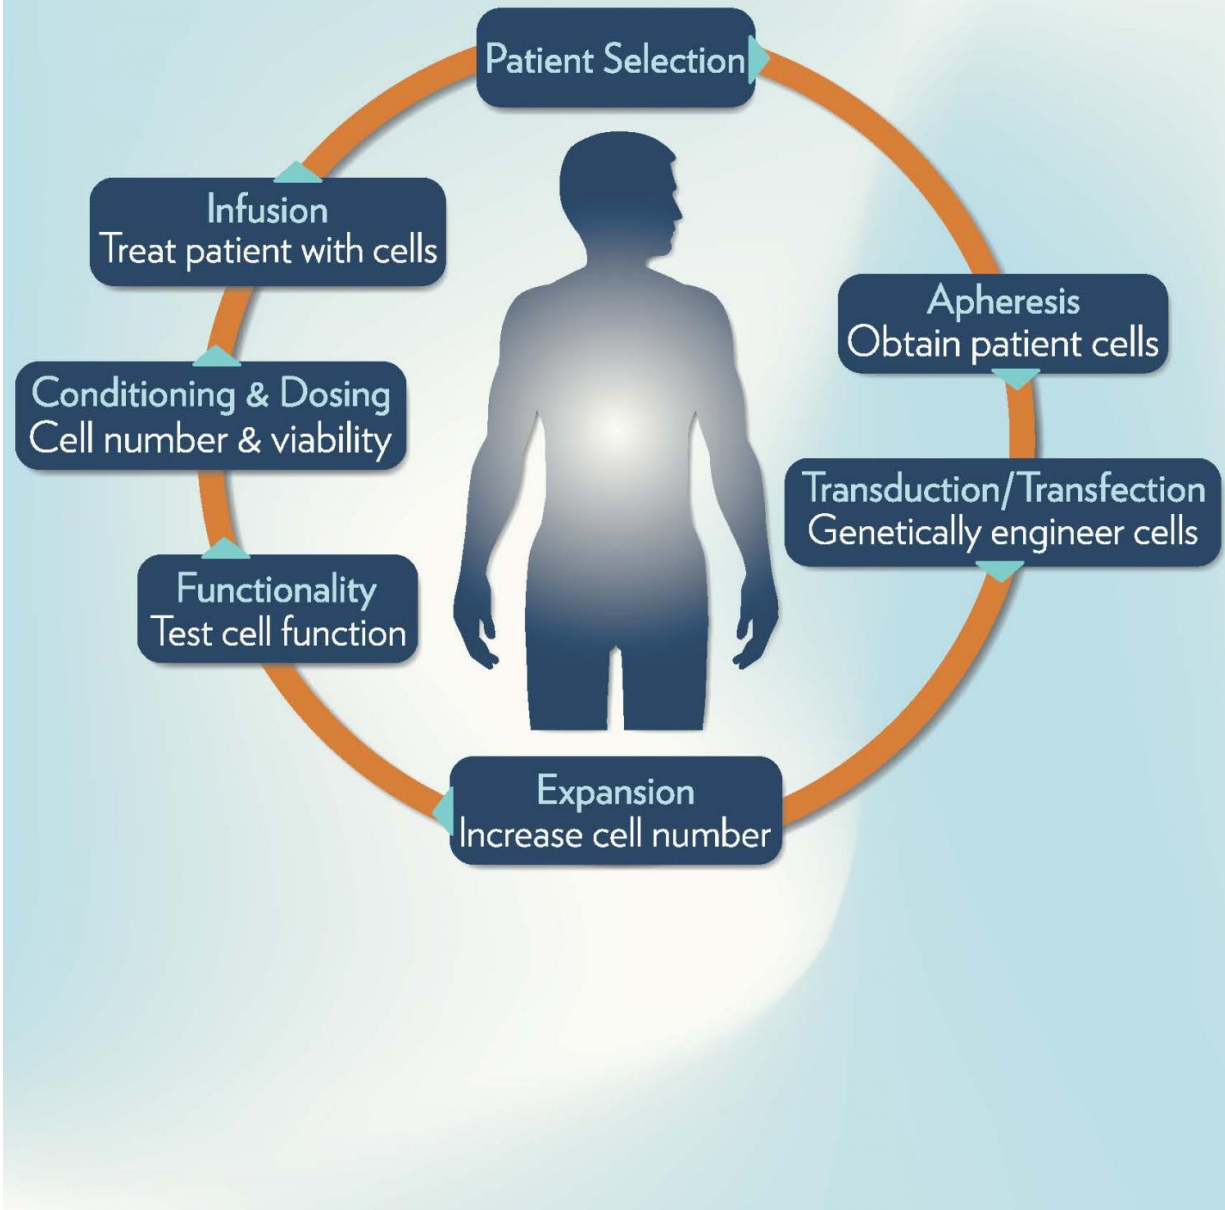 Patient Selection
Apheresis
Obtain patient cells
Transduction/Transfection
Genetically engineer cells
Expansion
Increase cell number
Functionality
Test cell function
Conditioning & Dosing
Cell number & viability
Infusion
Treat patient with cells